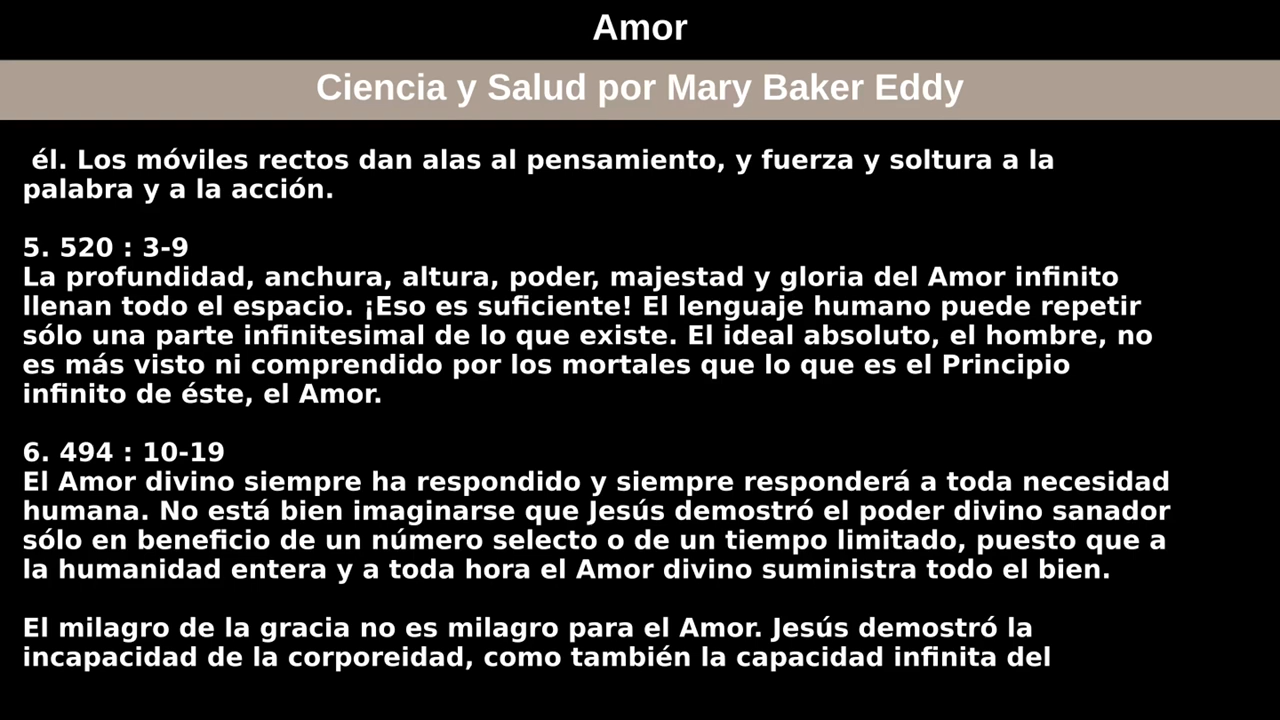 Amor
Ciencia y Salud por Mary Baker Eddy
él. Los móviles rectos dan alas al pensamiento, y fuerza y soltura a la
palabra y a la acción.
5. 520 : 3-9
La profundidad, anchura, altura, poder, majestad y gloria del Amor infinito
llenan todo el espacio. ¡Eso es suficiente! El lenguaje humano puede repetir
sólo una parte infinitesimal de lo que existe. El ideal absoluto, el hombre, no
es más visto ni comprendido por los mortales que lo que es el Principio
infinito de éste, el Amor.
6. 494 : 10-19
El Amor divino siempre ha respondido y siempre responderá a toda necesidad
humana. No está bien imaginarse que Jesús demostró el poder divino sanador
sólo en beneficio de un número selecto o de un tiempo limitado, puesto que a
la humanidad entera y a toda hora el Amor divino suministra todo el bien.
El milagro de la gracia no es milagro para el Amor. Jesús demostró la
incapacidad de la corporeidad, como también la capacidad infinita del